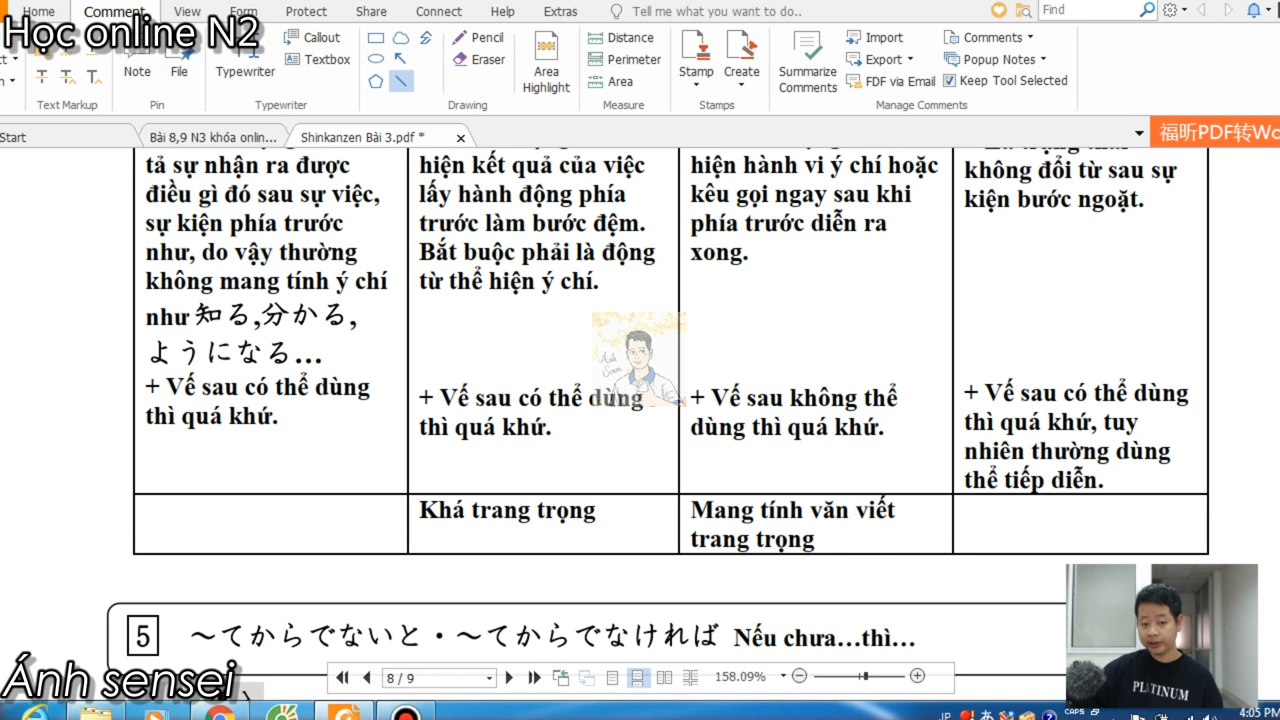 Home Comment View Form Protect Share Connect Help Extras Tell me what you want to do.. Find
Học online N2
Note File Typewriter Callout Textbox Pencil Eraser Area Highlight Distance Perimeter Area Stamp Create Summarize Comments Import Export FDF via Email Comments Popup Notes Keep Tool Selected
Text Markup Pin Typewriter Drawing Measure Stamps Manage Comments
Start Bài 8,9 N3 khóa onlin... Shinkanzen Bài 3.pdf * 福昕PDF转Wo
tả sự nhận ra được
điều gì đó sau sự việc,
sự kiện phía trước
như, do vậy thường
không mang tính ý chí
như 知る,分かる,
ようになる...
+ Vế sau có thể dùng
thì quá khứ.
hiện kết quả của việc
lấy hành động phía
trước làm bước đệm.
Bắt buộc phải là động
từ thể hiện ý chí.
+ Vế sau có thể dùng
thì quá khứ.
Khá trang trọng
hiện hành vi ý chí hoặc
kêu gọi ngay sau khi
phía trước diễn ra
xong.
+ Vế sau không thể
dùng thì quá khứ.
Mang tính văn viết
trang trọng
không đổi từ sau sự
kiện bước ngoặt.
+ Vế sau có thể dùng
thì quá khứ, tuy
nhiên thường dùng
thể tiếp diễn.
Ánh
Sensei
5 ～てからでないと・～てからでなければ Nếu chưa...thì...
Ánh sensei
8 / 9 158.09%
PLATINUM
JP あ CAPS 4:05 PM